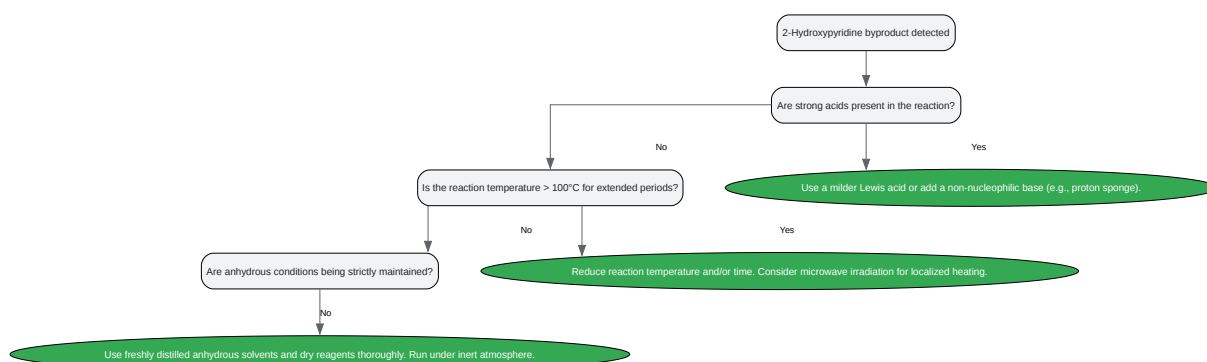 2-Hydroxypyridine byproduct detected
Are strong acids present in the reaction?
No
Yes
Is the reaction temperature > 100°C for extended periods?
Use a milder Lewis acid or add a non-nucleophilic base (e.g., proton sponge).
No
Yes
Are anhydrous conditions being strictly maintained?
Reduce reaction temperature and/or time. Consider microwave irradiation for localized heating.
No
Use freshly distilled anhydrous solvents and dry reagents thoroughly. Run under inert atmosphere.